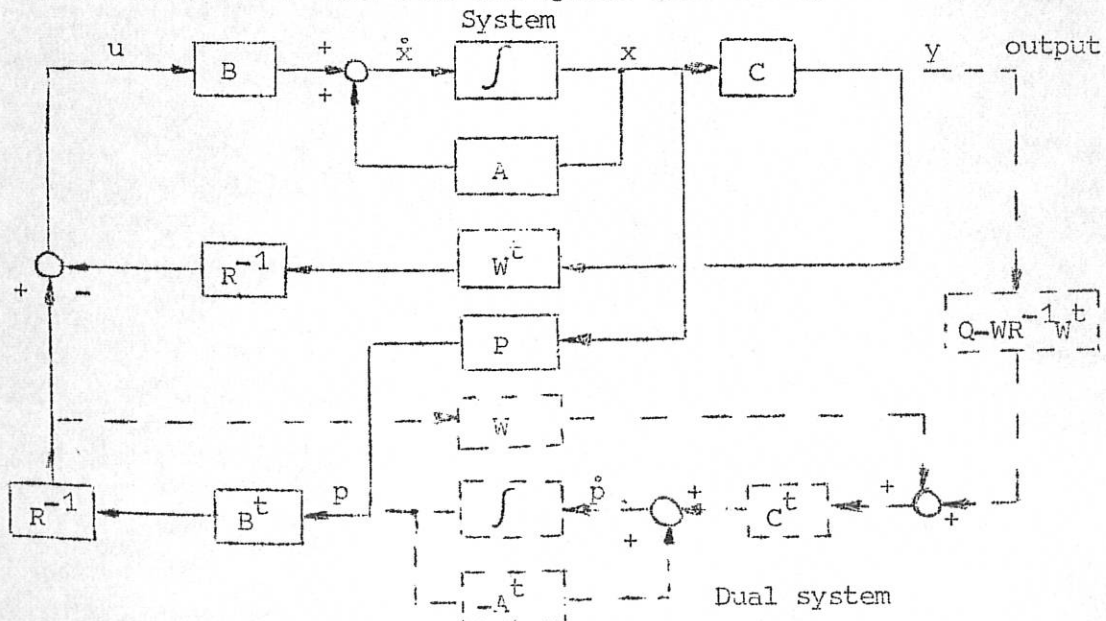 System
u
B
+
+
ẋ
∫
x
C
y
output
A
R⁻¹
Wᵗ
+
-
Q-WR⁻¹Wᵗ
P
W
R⁻¹
Bᵗ
p
∫
ṗ
+
+
Cᵗ
+
+
-Aᵗ
Dual system